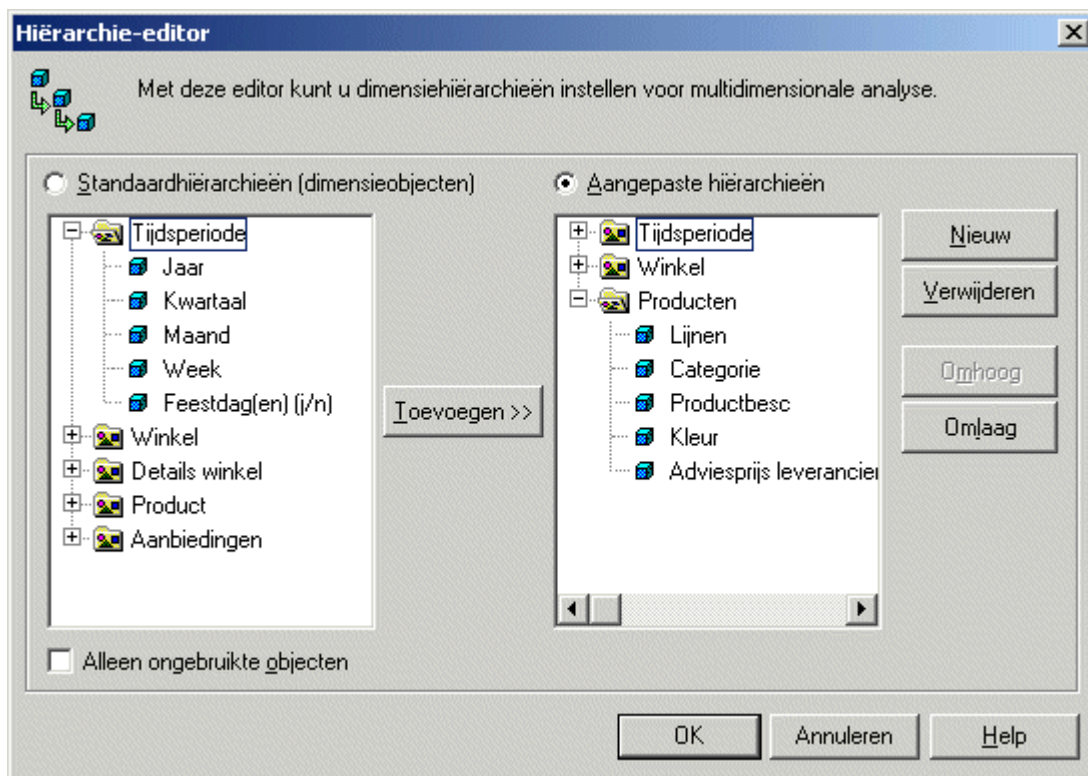 Hiërarchie-editor
Met deze editor kunt u dimensiehiërarchieën instellen voor multidimensionale analyse.
Standaardhiërarchieën (dimensieobjecten)
Tijdsperiode
Jaar
Kwartaal
Maand
Week
Feestdag(en) (j/n)
Winkel
Details winkel
Product
Aanbiedingen
Toevoegen >>
Aangepaste hiërarchieën
Tijdsperiode
Winkel
Producten
Lijnen
Categorie
Productbesc
Kleur
Adviesprijs leverancier
Nieuw
Verwijderen
Omhoog
Omlaag
Alleen ongebruikte objecten
OK
Annuleren
Help